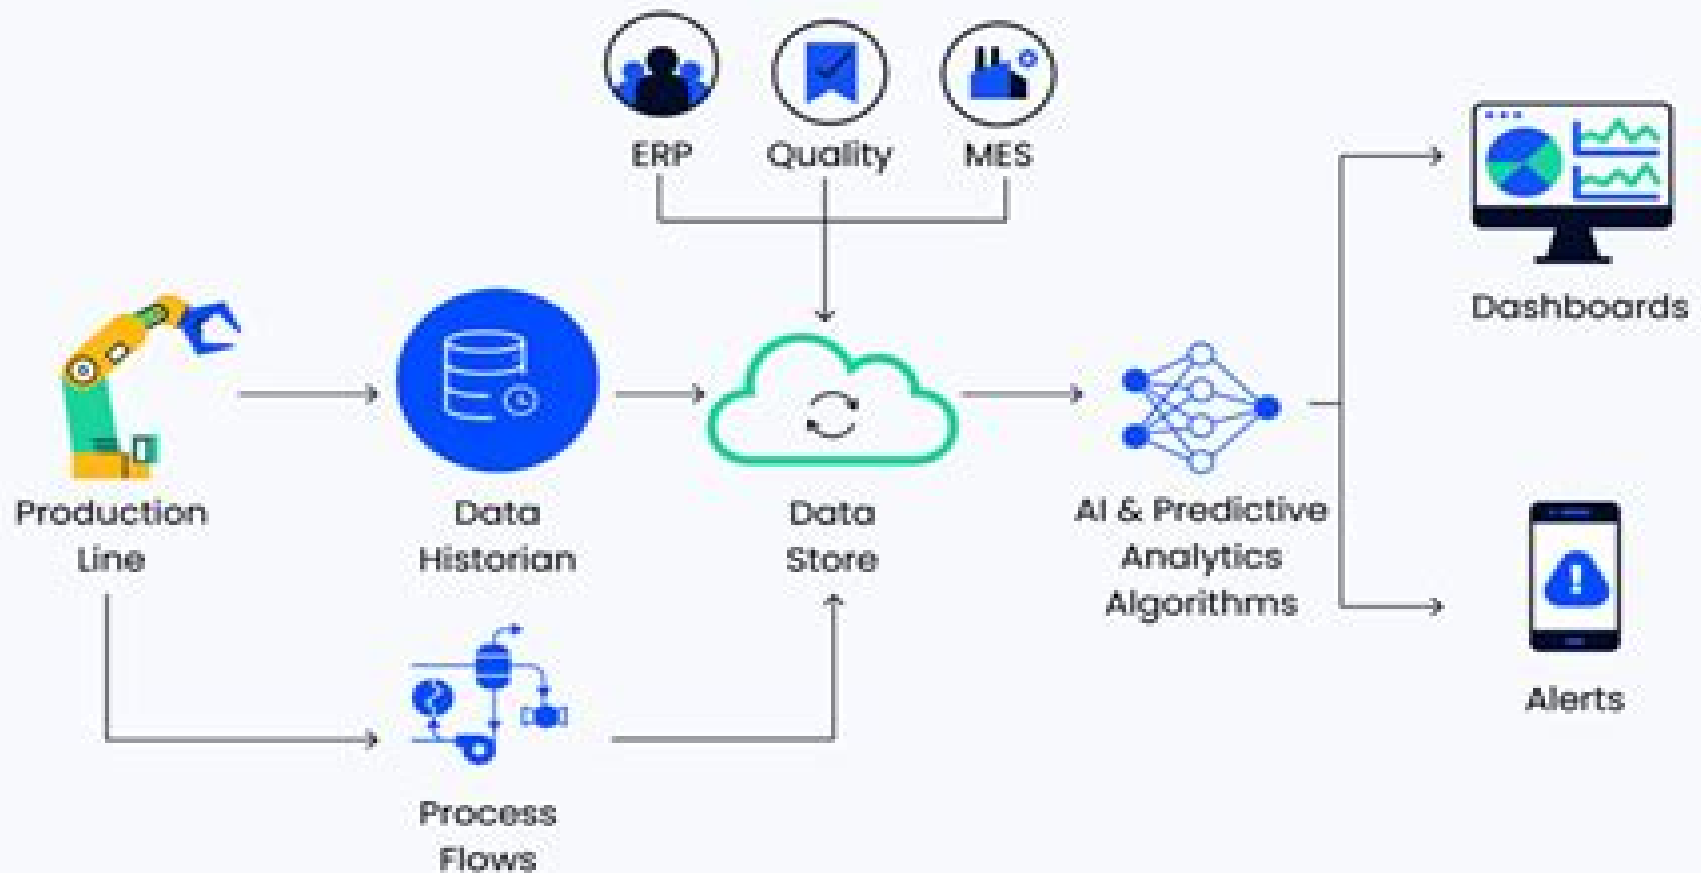 ERP
Quality
MES
Dashboards
Production
Line
Data
Historian
Data
Store
AI & Predictive
Analytics
Algorithms
Alerts
Process
Flows